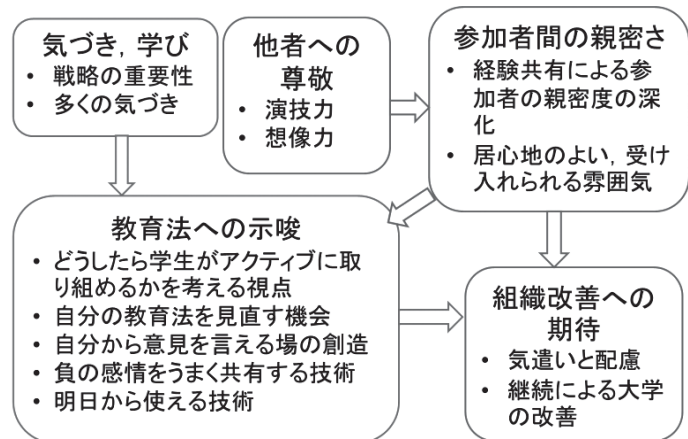 気づき，学び
• 戦略の重要性
• 多くの気づき
他者への
尊敬
• 演技力
• 想像力
参加者間の親密さ
• 経験共有による参
加者の親密度の深
化
• 居心地のよい，受け
入れられる雰囲気
教育法への示唆
• どうしたら学生がアクティブに取
り組めるかを考える視点
• 自分の教育法を見直す機会
• 自分から意見を言える場の創造
• 負の感情をうまく共有する技術
• 明日から使える技術
組織改善への
期待
• 気遣いと配慮
• 継続による大学
の改善